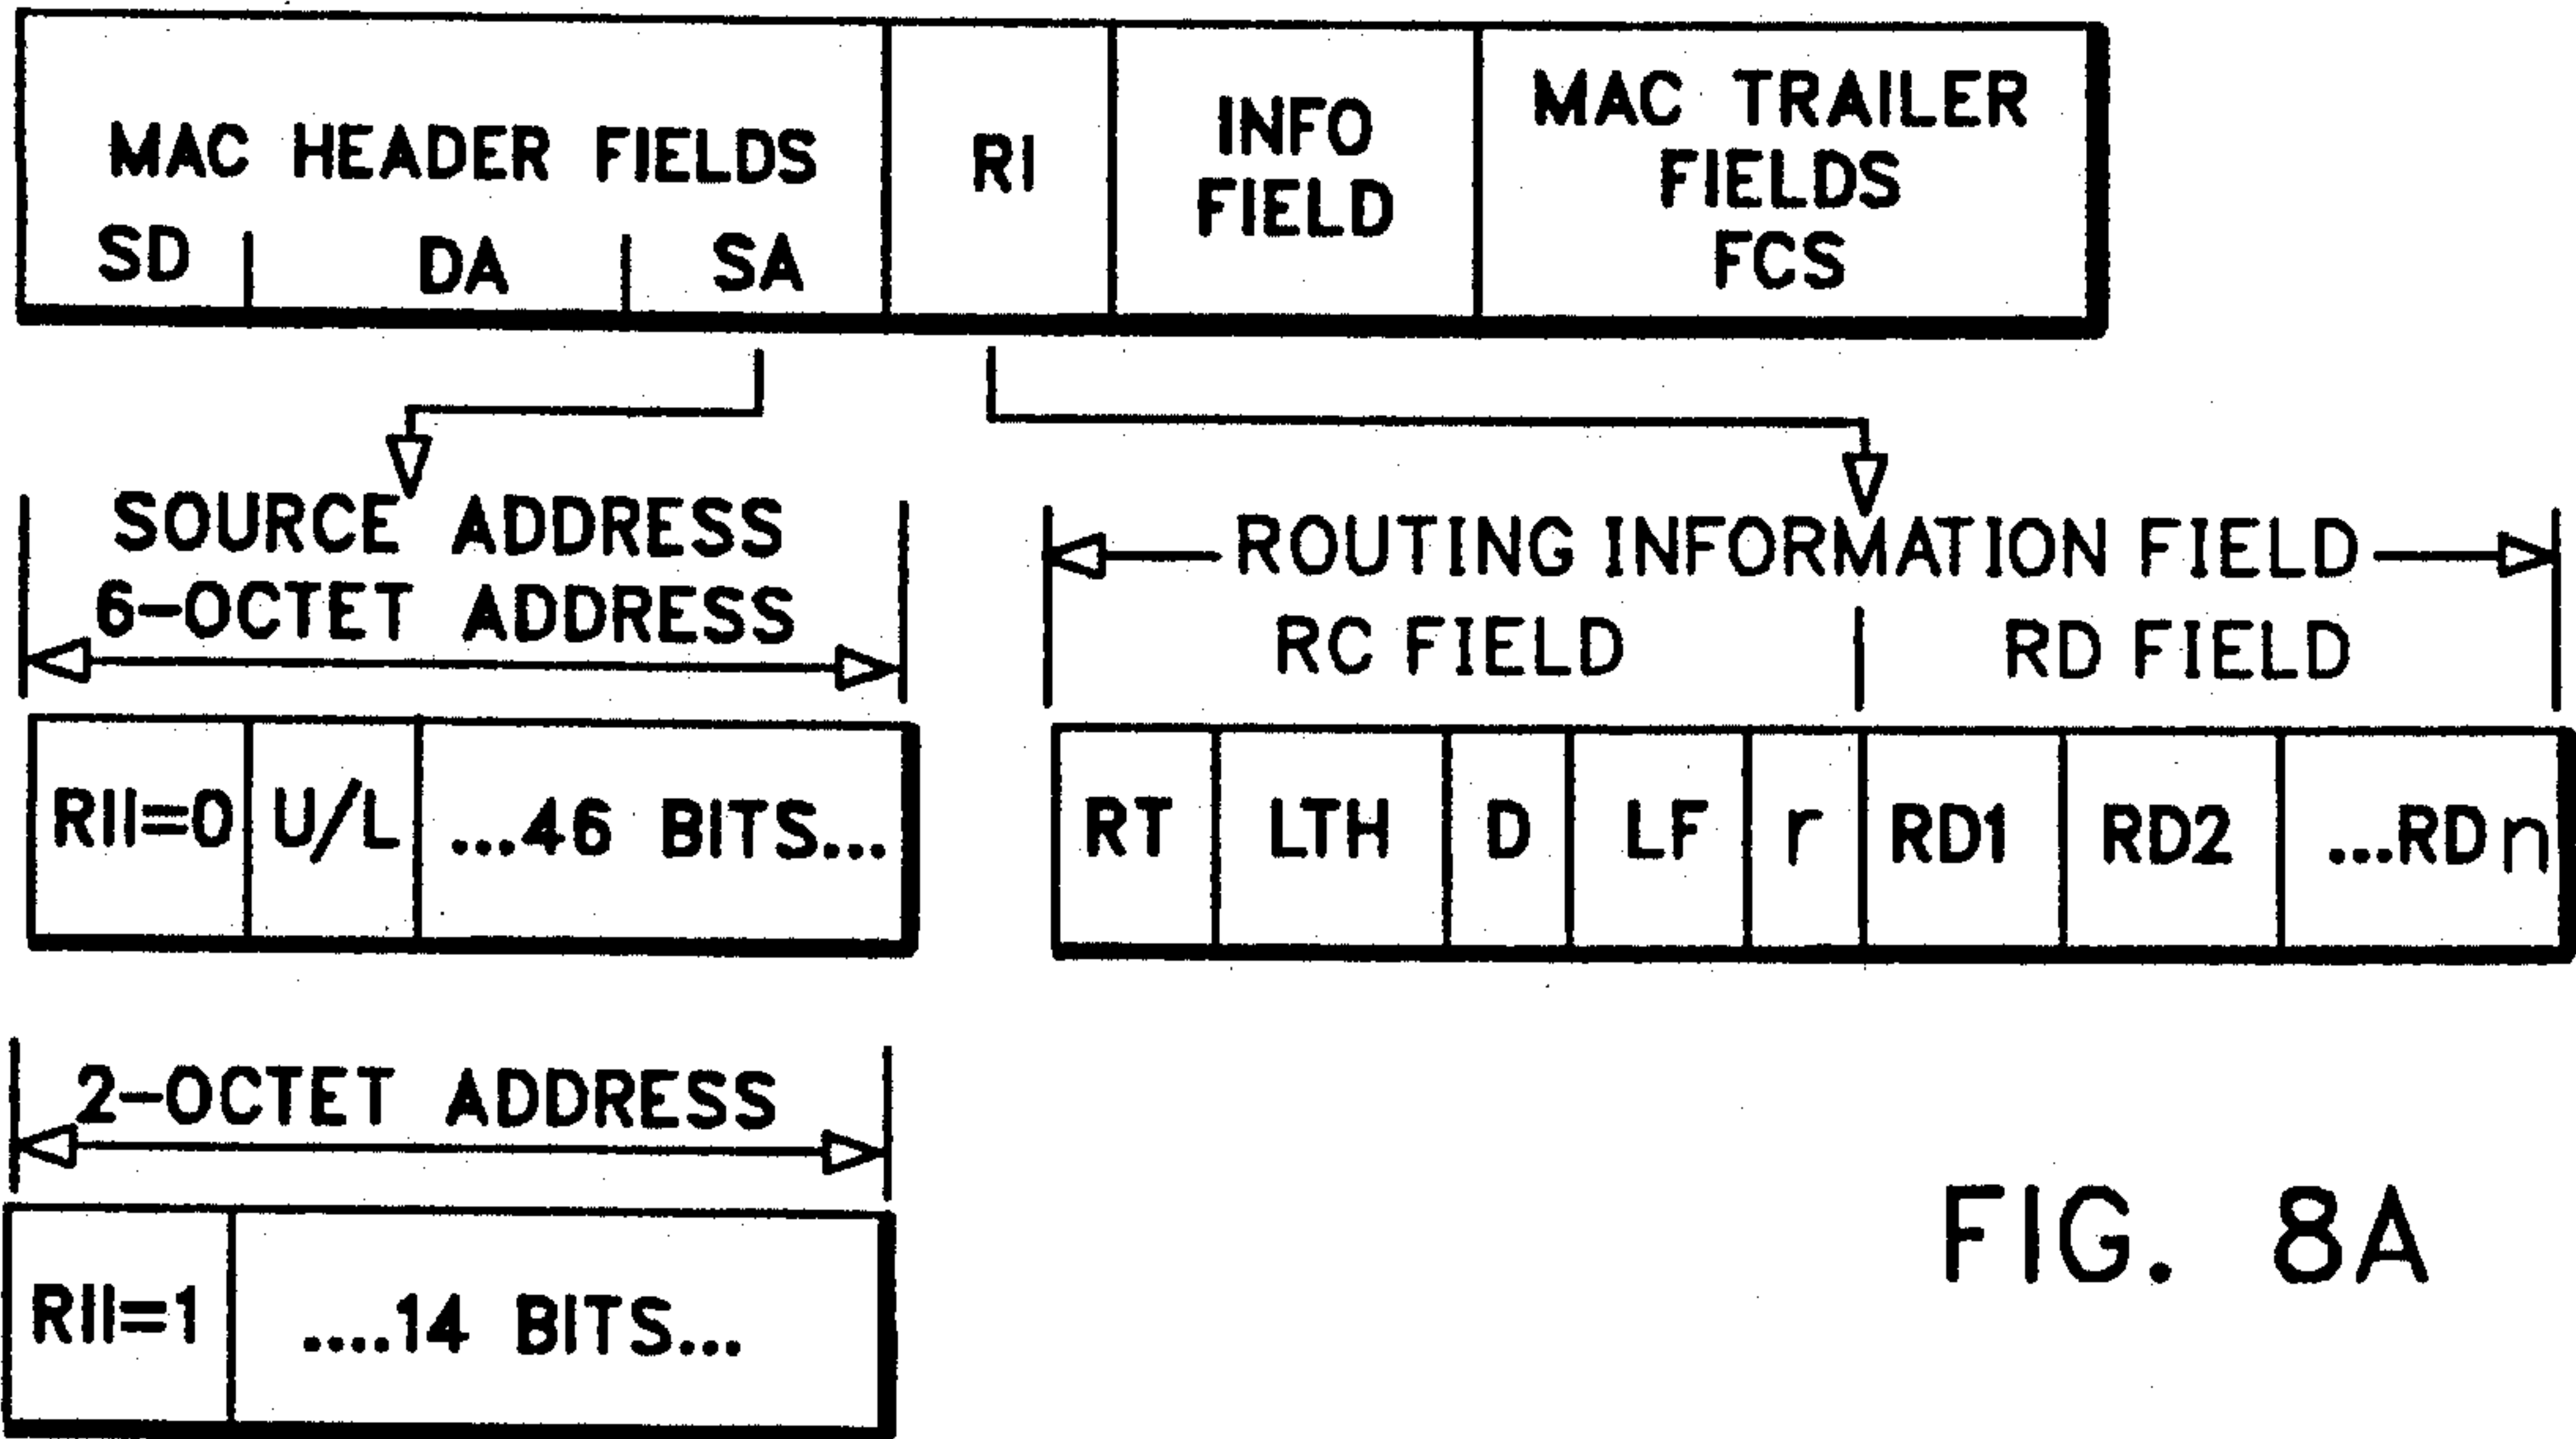 MAC HEADER FIELDS
SD DA SA
RI
INFO
FIELD
MAC TRAILER
FIELDS
FCS
SOURCE ADDRESS
6-OCTET ADDRESS
RII=0 U/L ...46 BITS...
ROUTING INFORMATION FIELD
RC FIELD RD FIELD
RT LTH D LF r RD1 RD2 ...RDn
2-OCTET ADDRESS
RII=1 ....14 BITS...
FIG. 8A